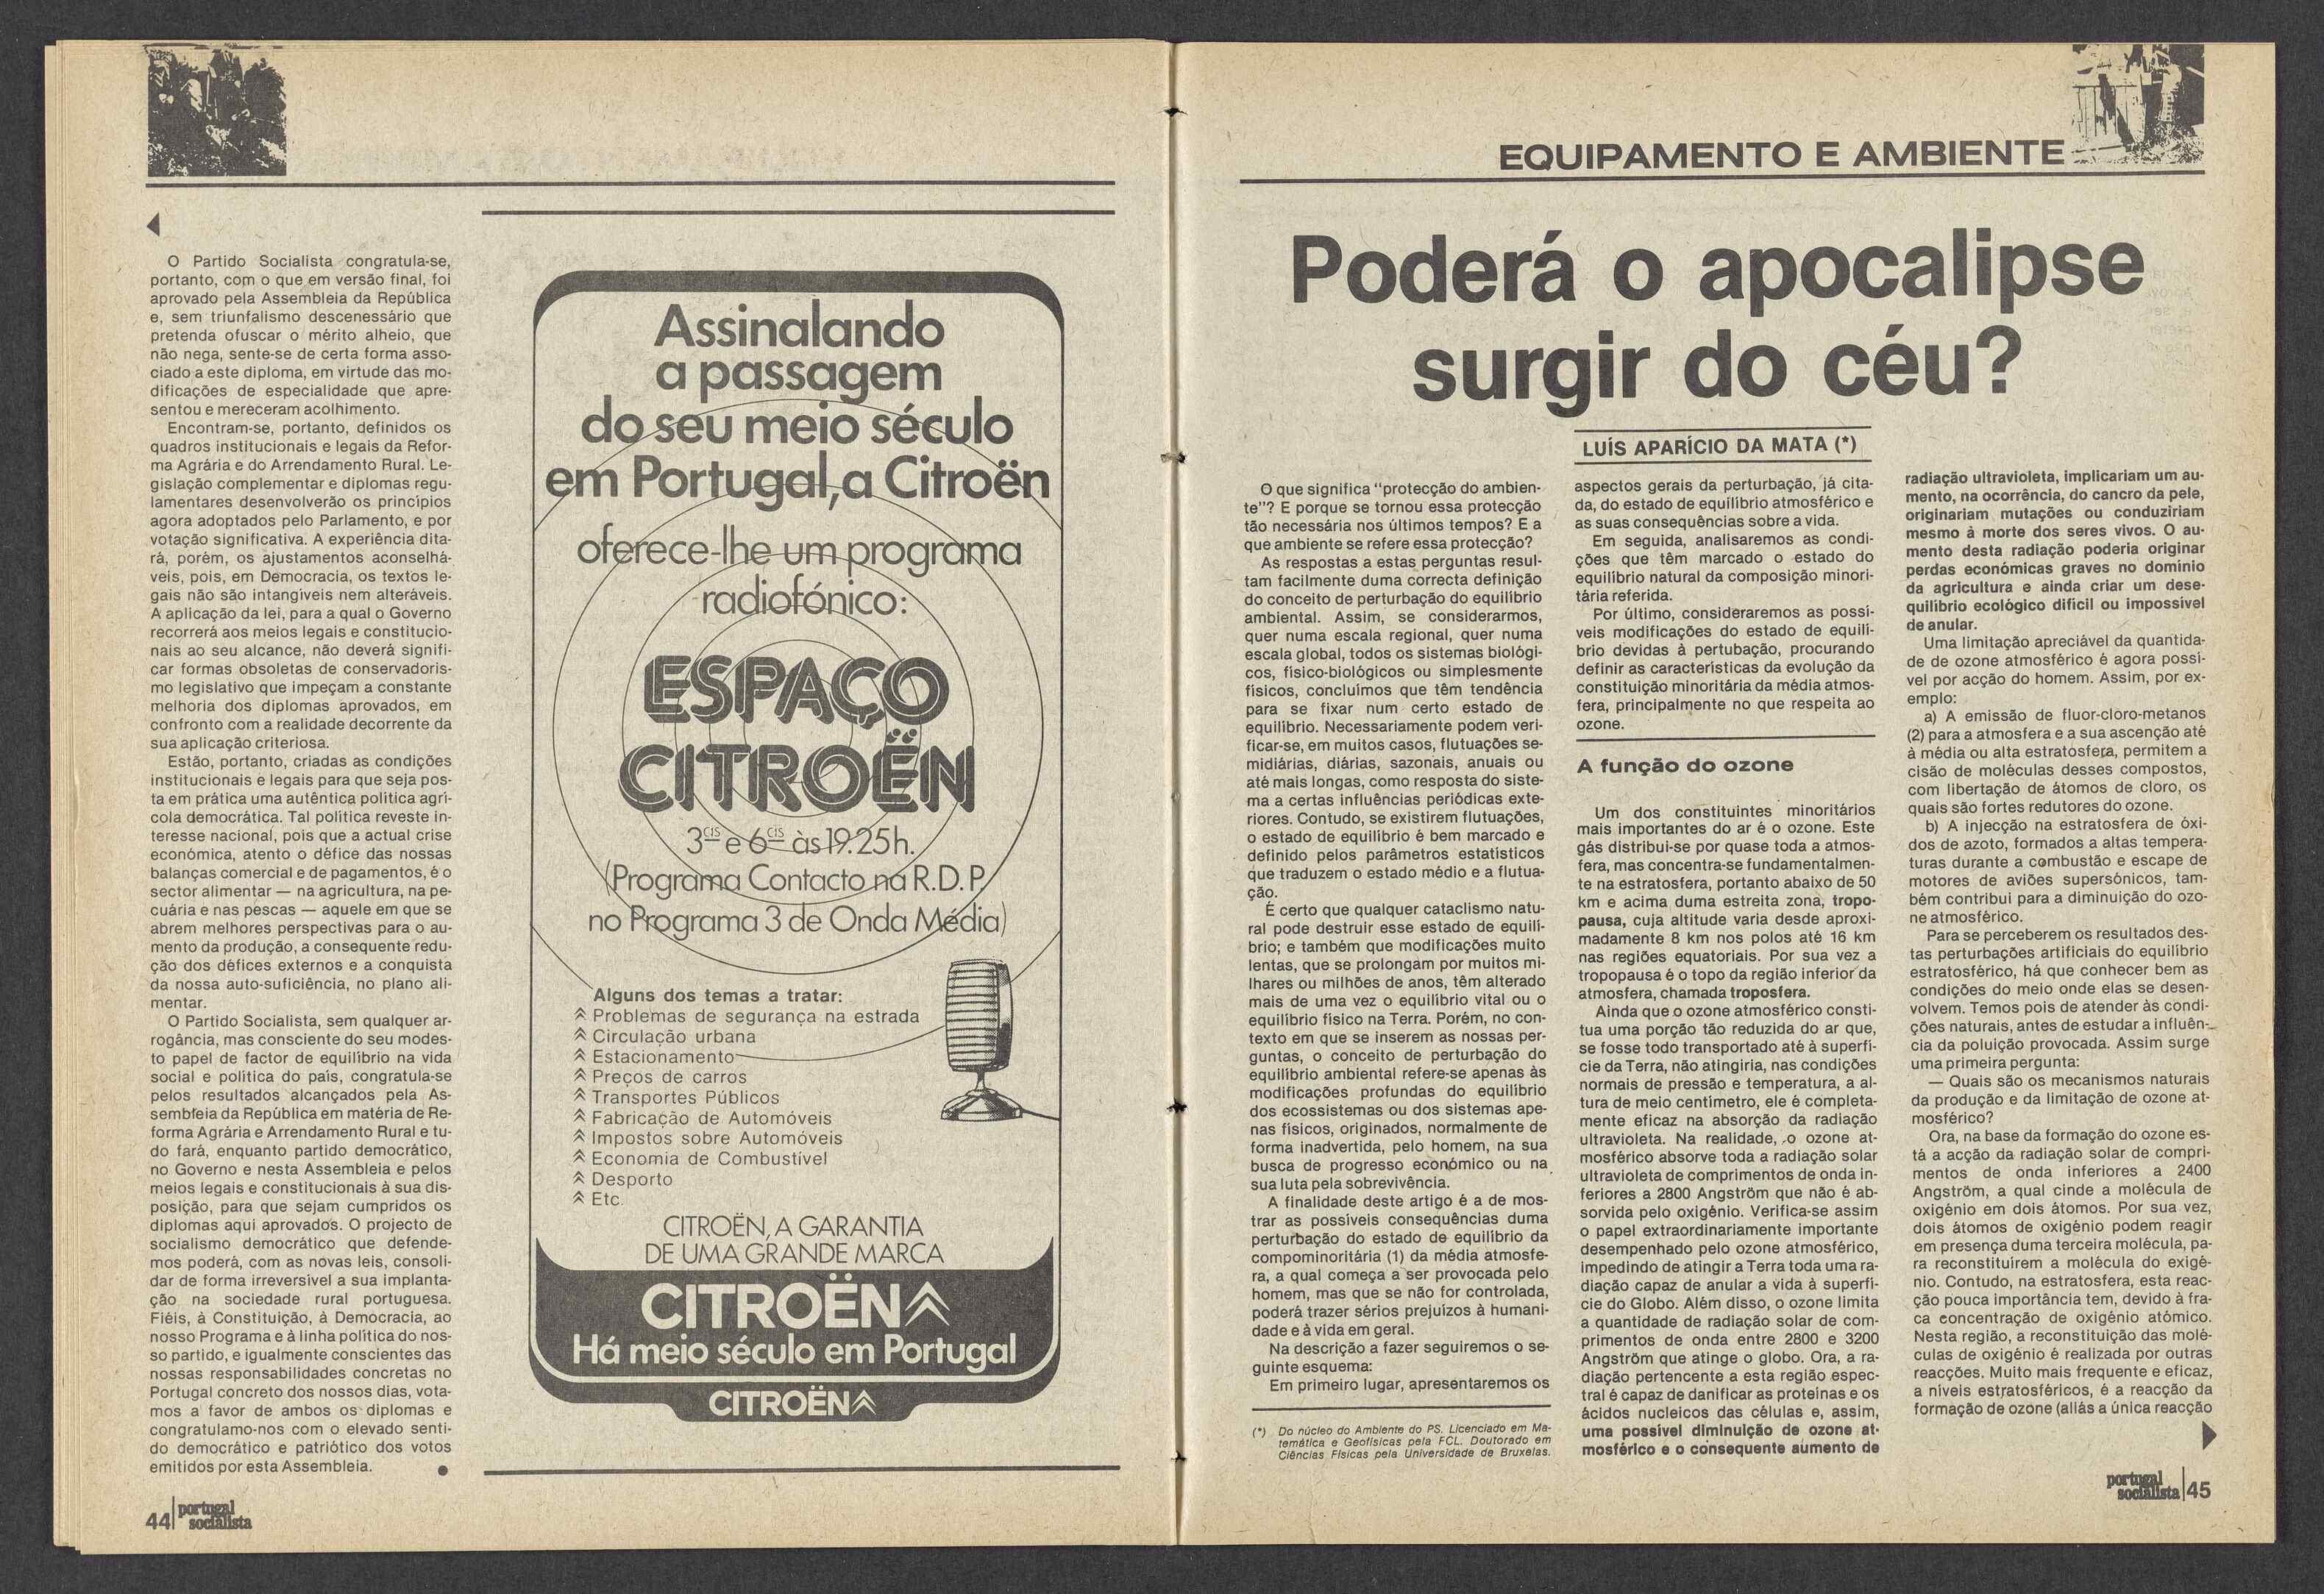 O Partido Socialista congratula-se,
portanto, com o que em versão final, foi
aprovado pela Assembleia da República
e, sem triunfalismo descenessário que
pretenda ofuscar o mérito alheio, que
não nega, sente-se de certa forma asso-
ciado a este diploma, em virtude das mo-
dificações de especialidade que apre-
sentou e mereceram acolhimento.
Encontram-se, portanto, definidos os
quadros institucionais e legais da Refor-
ma Agrária e do Arrendamento Rural. Le-
gislação complementar e diplomas regu-
lamentares desenvolverão os princípios
agora adoptados pelo Parlamento, e por
votação significativa. A experiência dita-
rá, porém, os ajustamentos aconselhá-
veis, pois, em Democracia, os textos le-
gais não são intangíveis nem alteráveis.
A aplicação da lei, para a qual o Governo
recorrerá aos meios legais e constitucio-
nais ao seu alcance, não deverá signifi-
car formas obsoletas de conservadoris-
mo legislativo que impeçam a constante
melhoria dos diplomas aprovados, em
confronto com a realidade decorrente da
sua aplicação criteriosa.
Estão, portanto, criadas as condições
institucionais e legais para que seja pos-
ta em prática uma autêntica política agrí-
cola democrática. Tal política reveste in-
teresse nacional, pois que a actual crise
económica, atento o défice das nossas
balanças comercial e de pagamentos, é o
sector alimentar — na agricultura, na pe-
cuária e nas pescas — aquele em que se
abrem melhores perspectivas para o au-
mento da produção, a consequente redu-
ção dos défices externos e a conquista
da nossa auto-suficiência, no plano ali-
mentar.
O Partido Socialista, sem qualquer ar-
rogância, mas consciente do seu modes-
to papel de factor de equilíbrio na vida
social e política do país, congratula-se
pelos resultados alcançados pela As-
sembleia da República em matéria de Re-
forma Agrária e Arrendamento Rural e tu-
do fará, enquanto partido democrático,
no Governo e nesta Assembleia e pelos
meios legais e constitucionais à sua dis-
posição, para que sejam cumpridos os
diplomas aqui aprovados. O projecto de
socialismo democrático que defende-
mos poderá, com as novas leis, consoli-
dar de forma irreversível a sua implanta-
ção na sociedade rural portuguesa.
Fiéis, à Constituição, à Democracia, ao
nosso Programa e à linha política do nos-
so partido, e igualmente conscientes das
nossas responsabilidades concretas no
Portugal concreto dos nossos dias, vota-
mos a favor de ambos os diplomas e
congratulamo-nos com o elevado senti-
do democrático e patriótico dos votos
emitidos por esta Assembleia.
44 portugal
socialista
Assinalando
a passagem
do seu meio século
em Portugal, a Citroën
oferece-lhe um programa
radiofónico:
ESPAÇO
CITROËN
3as e 6as às 19.25h.
(Programa Contacto na R.D.P.
no Programa 3 de Onda Média)
Alguns dos temas a tratar:
Problemas de segurança na estrada
Circulação urbana
Estacionamento
Preços de carros
Transportes Públicos
Fabricação de Automóveis
Impostos sobre Automóveis
Economia de Combustível
Desporto
Etc.
CITROËN, A GARANTIA
DE UMA GRANDE MARCA
CITROËN
Há meio século em Portugal
CITROËN
EQUIPAMENTO E AMBIENTE
Poderá o apocalipse
surgir do céu?
LUÍS APARÍCIO DA MATA (*)
O que significa "protecção do ambien-
te"? E porque se tornou essa protecção
tão necessária nos últimos tempos? E a
que ambiente se refere essa protecção?
As respostas a estas perguntas resul-
tam facilmente duma correcta definição
do conceito de perturbação do equilíbrio
ambiental. Assim, se considerarmos,
quer numa escala regional, quer numa
escala global, todos os sistemas biológi-
cos, físico-biológicos ou simplesmente
físicos, concluímos que têm tendência
para se fixar num certo estado de
equilíbrio. Necessariamente podem veri-
ficar-se, em muitos casos, flutuações se-
midiárias, diárias, sazonais, anuais ou
até mais longas, como resposta do siste-
ma a certas influências periódicas exte-
riores. Contudo, se existirem flutuações,
o estado de equilíbrio é bem marcado e
definido pelos parâmetros estatísticos
que traduzem o estado médio e a flutua-
ção.
É certo que qualquer cataclismo natu-
ral pode destruir esse estado de equilí-
brio; e também que modificações muito
lentas, que se prolongam por muitos mi-
lhares ou milhões de anos, têm alterado
mais de uma vez o equilíbrio vital ou o
equilíbrio físico na Terra. Porém, no con-
texto em que se inserem as nossas per-
guntas, o conceito de perturbação do
equilíbrio ambiental refere-se apenas às
modificações profundas do equilíbrio
dos ecossistemas ou dos sistemas ape-
nas físicos, originados, normalmente de
forma inadvertida, pelo homem, na sua
busca de progresso económico ou na
sua luta pela sobrevivência.
A finalidade deste artigo é a de mos-
trar as possíveis consequências duma
perturbação do estado de equilíbrio da
compominoritária (1) da média atmosfe-
ra, a qual começa a ser provocada pelo
homem, mas que se não for controlada,
poderá trazer sérios prejuízos à humani-
dade e à vida em geral.
Na descrição a fazer seguiremos o se-
guinte esquema:
Em primeiro lugar, apresentaremos os
(*) Do núcleo do Ambiente do PS. Licenciado em Ma-
temática e Geofísicas pela FCL. Doutorado em
Ciências Físicas pela Universidade de Bruxelas.
aspectos gerais da perturbação, já cita-
da, do estado de equilíbrio atmosférico e
as suas consequências sobre a vida.
Em seguida, analisaremos as condi-
ções que têm marcado o estado do
equilíbrio natural da composição minori-
tária referida.
Por último, consideraremos as possí-
veis modificações do estado de equilí-
brio devidas à pertubação, procurando
definir as características da evolução da
constituição minoritária da média atmos-
fera, principalmente no que respeita ao
ozone.
A função do ozone
Um dos constituintes minoritários
mais importantes do ar é o ozone. Este
gás distribui-se por quase toda a atmos-
fera, mas concentra-se fundamentalmen-
te na estratosfera, portanto abaixo de 50
km e acima duma estreita zona, tropo-
pausa, cuja altitude varia desde aproxi-
madamente 8 km nos polos até 16 km
nas regiões equatoriais. Por sua vez a
tropopausa é o topo da região inferior da
atmosfera, chamada troposfera.
Ainda que o ozone atmosférico consti-
tua uma porção tão reduzida do ar que,
se fosse todo transportado até à superfí-
cie da Terra, não atingiria, nas condições
normais de pressão e temperatura, a al-
tura de meio centímetro, ele é completa-
mente eficaz na absorção da radiação
ultravioleta. Na realidade, o ozone at-
mosférico absorve toda a radiação solar
ultravioleta de comprimentos de onda in-
feriores a 2800 Angström que não é ab-
sorvida pelo oxigénio. Verifica-se assim
o papel extraordinariamente importante
desempenhado pelo ozone atmosférico,
impedindo de atingir a Terra toda uma ra-
diação capaz de anular a vida à superfí-
cie do Globo. Além disso, o ozone limita
a quantidade de radiação solar de com-
primentos de onda entre 2800 e 3200
Angström que atinge o globo. Ora, a ra-
diação pertencente a esta região espec-
tral é capaz de danificar as proteínas e os
ácidos nucleicos das células e, assim,
uma possível diminuição de ozone at-
mosférico e o consequente aumento de
radiação ultravioleta, implicariam um au-
mento, na ocorrência, do cancro da pele,
originariam mutações ou conduziriam
mesmo à morte dos seres vivos. O au-
mento desta radiação poderia originar
perdas económicas graves no domínio
da agricultura e ainda criar um dese-
quilíbrio ecológico difícil ou impossível
de anular.
Uma limitação apreciável da quantida-
de de ozone atmosférico é agora possí-
vel por acção do homem. Assim, por ex-
emplo:
a) A emissão de fluor-cloro-metanos
(2) para a atmosfera e a sua ascenção até
à média ou alta estratosfera, permitem a
cisão de moléculas desses compostos,
com libertação de átomos de cloro, os
quais são fortes redutores do ozone.
b) A injecção na estratosfera de óxi-
dos de azoto, formados a altas tempera-
turas durante a combustão e escape de
motores de aviões supersónicos, tam-
bém contribui para a diminuição do ozo-
ne atmosférico.
Para se perceberem os resultados des-
tas perturbações artificiais do equilíbrio
estratosférico, há que conhecer bem as
condições do meio onde elas se desen-
volvem. Temos pois de atender às condi-
ções naturais, antes de estudar a influên-
cia da poluição provocada. Assim surge
uma primeira pergunta:
— Quais são os mecanismos naturais
da produção e da limitação de ozone at-
mosférico?
Ora, na base da formação do ozone es-
tá a acção da radiação solar de compri-
mentos de onda inferiores a 2400
Angström, a qual cinde a molécula de
oxigénio em dois átomos. Por sua vez,
dois átomos de oxigénio podem reagir
em presença duma terceira molécula, pa-
ra reconstituírem a molécula do exigê-
nio. Contudo, na estratosfera, esta reac-
ção pouca importância tem, devido à fra-
ca concentração de oxigénio atómico.
Nesta região, a reconstituição das molé-
culas de oxigénio é realizada por outras
reacções. Muito mais frequente e eficaz,
a níveis estratosféricos, é a reacção da
formação de ozone (aliás a única reacção
portugal
socialista 45